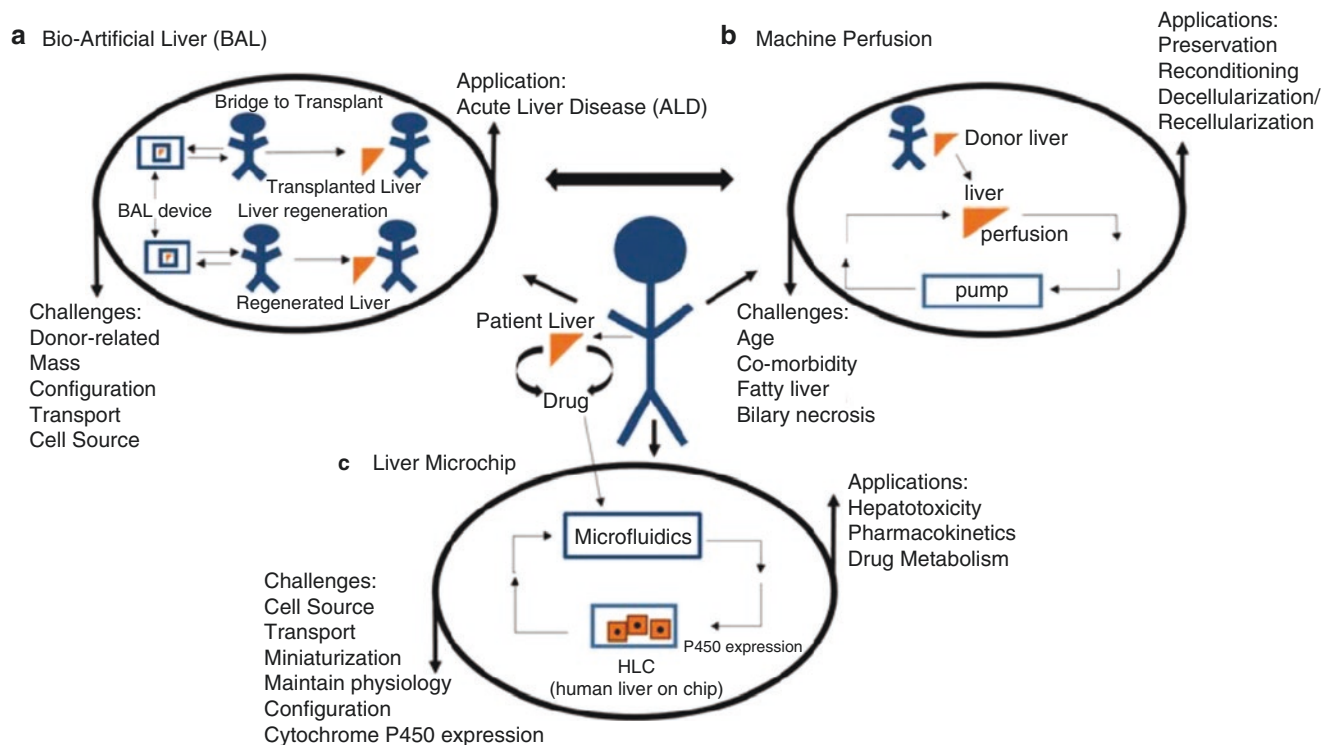 a Bio-Artificial Liver (BAL)
Bridge to Transplant
Transplanted Liver
BAL device
Liver regeneration
Regenerated Liver
Application:
Acute Liver Disease (ALD)
Challenges:
Donor-related
Mass
Configuration
Transport
Cell Source
b Machine Perfusion
Donor liver
liver
perfusion
pump
Applications:
Preservation
Reconditioning
Decellularization/
Recellularization
Challenges:
Age
Co-morbidity
Fatty liver
Bilary necrosis
Patient Liver
Drug
c Liver Microchip
Microfluidics
P450 expression
HLC
(human liver on chip)
Applications:
Hepatotoxicity
Pharmacokinetics
Drug Metabolism
Challenges:
Cell Source
Transport
Miniaturization
Maintain physiology
Configuration
Cytochrome P450 expression